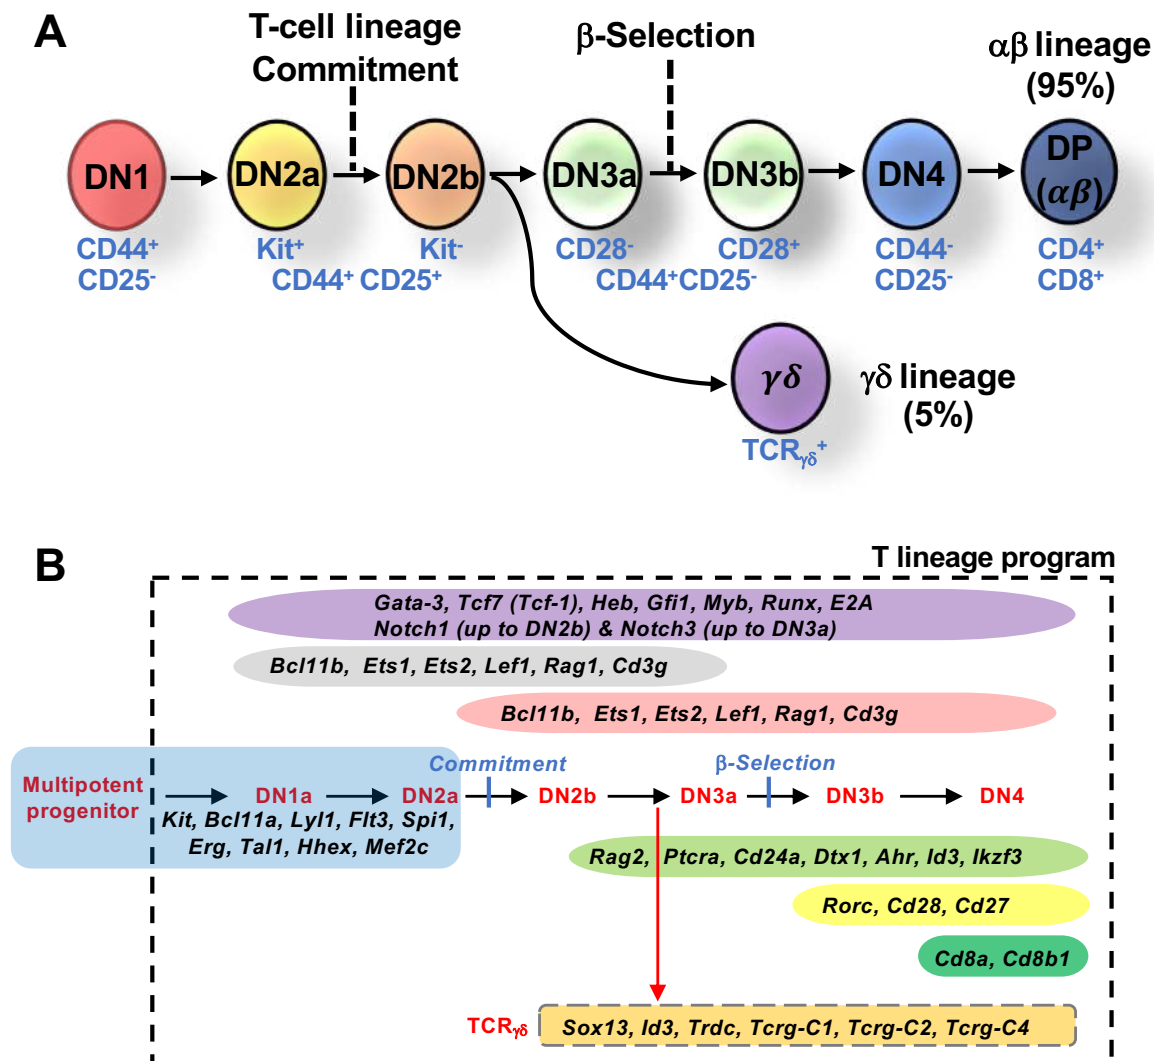 A
T-cell lineage
Commitment
β-Selection
αβ lineage
(95%)
DN1
DN2a
DN2b
DN3a
DN3b
DN4
DP
(αβ)
CD44⁺
CD25⁻
Kit⁺
Kit⁻
CD44⁺ CD25⁺
CD28⁻
CD28⁺
CD44⁺CD25⁻
CD44⁻
CD25⁻
CD4⁺
CD8⁺
γδ
γδ lineage
(5%)
TCRγδ⁺
B
T lineage program
Gata-3, Tcf7 (Tcf-1), Heb, Gfi1, Myb, Runx, E2A
Notch1 (up to DN2b) & Notch3 (up to DN3a)
Bcl11b, Ets1, Ets2, Lef1, Rag1, Cd3g
Bcl11b, Ets1, Ets2, Lef1, Rag1, Cd3g
Commitment
β-Selection
Multipotent
progenitor
DN1a
DN2a
DN2b
DN3a
DN3b
DN4
Kit, Bcl11a, Lyl1, Flt3, Spi1,
Erg, Tal1, Hhex, Mef2c
Rag2, Ptcra, Cd24a, Dtx1, Ahr, Id3, Ikzf3
Rorc, Cd28, Cd27
Cd8a, Cd8b1
TCRγδ
Sox13, Id3, Trdc, Tcrg-C1, Tcrg-C2, Tcrg-C4